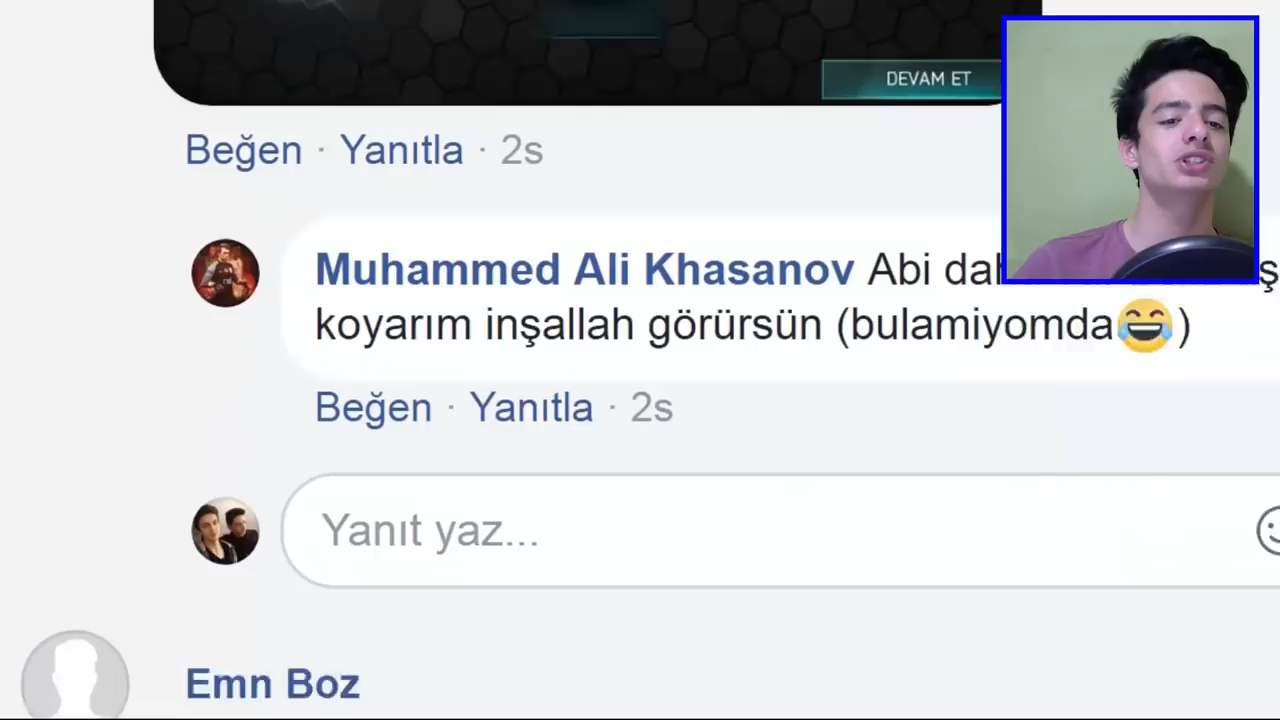 DEVAM ET
Beğen · Yanıtla · 2s
Muhammed Ali Khasanov Abi
koyarım inşallah görürsün (bulamiyomda😂)
Beğen · Yanıtla · 2s
Yanıt yaz...
Emn Boz